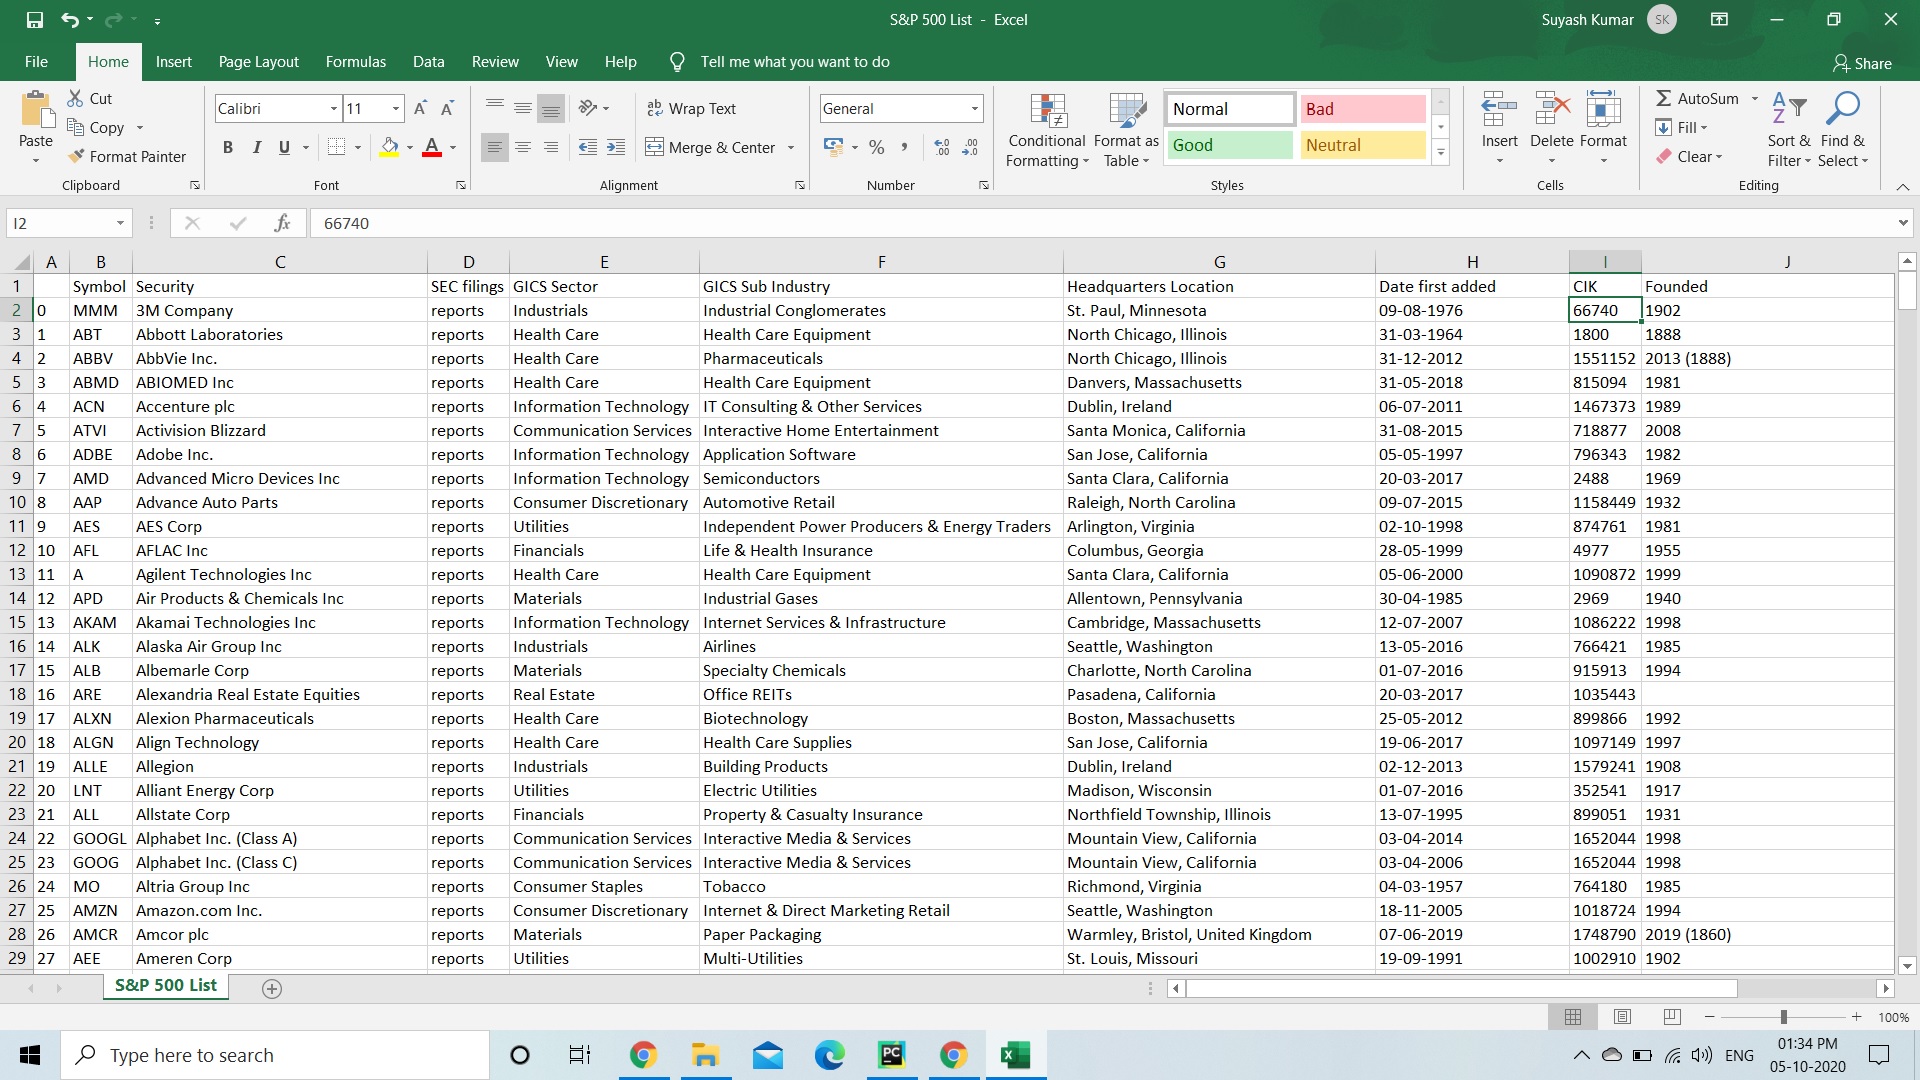 S&P 500 List - Excel
Suyash Kumar SK
File Home Insert Page Layout Formulas Data Review View Help Tell me what you want to do Share
Paste Cut Copy Format Painter Clipboard
Calibri 11 A A B I U A Font
ab Wrap Text Merge & Center Alignment
General % , Number
Conditional Formatting Format as Table Normal Bad Good Neutral Styles
Insert Delete Format Cells
AutoSum Fill Clear Sort & Filter Find & Select Editing
I2 fx 66740
A B C D E F G H I J
1 Symbol Security SEC filings GICS Sector GICS Sub Industry Headquarters Location Date first added CIK Founded
2 0 MMM 3M Company reports Industrials Industrial Conglomerates St. Paul, Minnesota 09-08-1976 66740 1902
3 1 ABT Abbott Laboratories reports Health Care Health Care Equipment North Chicago, Illinois 31-03-1964 1800 1888
4 2 ABBV AbbVie Inc. reports Health Care Pharmaceuticals North Chicago, Illinois 31-12-2012 1551152 2013 (1888)
5 3 ABMD ABIOMED Inc reports Health Care Health Care Equipment Danvers, Massachusetts 31-05-2018 815094 1981
6 4 ACN Accenture plc reports Information Technology IT Consulting & Other Services Dublin, Ireland 06-07-2011 1467373 1989
7 5 ATVI Activision Blizzard reports Communication Services Interactive Home Entertainment Santa Monica, California 31-08-2015 718877 2008
8 6 ADBE Adobe Inc. reports Information Technology Application Software San Jose, California 05-05-1997 796343 1982
9 7 AMD Advanced Micro Devices Inc reports Information Technology Semiconductors Santa Clara, California 20-03-2017 2488 1969
10 8 AAP Advance Auto Parts reports Consumer Discretionary Automotive Retail Raleigh, North Carolina 09-07-2015 1158449 1932
11 9 AES AES Corp reports Utilities Independent Power Producers & Energy Traders Arlington, Virginia 02-10-1998 874761 1981
12 10 AFL AFLAC Inc reports Financials Life & Health Insurance Columbus, Georgia 28-05-1999 4977 1955
13 11 A Agilent Technologies Inc reports Health Care Health Care Equipment Santa Clara, California 05-06-2000 1090872 1999
14 12 APD Air Products & Chemicals Inc reports Materials Industrial Gases Allentown, Pennsylvania 30-04-1985 2969 1940
15 13 AKAM Akamai Technologies Inc reports Information Technology Internet Services & Infrastructure Cambridge, Massachusetts 12-07-2007 1086222 1998
16 14 ALK Alaska Air Group Inc reports Industrials Airlines Seattle, Washington 13-05-2016 766421 1985
17 15 ALB Albemarle Corp reports Materials Specialty Chemicals Charlotte, North Carolina 01-07-2016 915913 1994
18 16 ARE Alexandria Real Estate Equities reports Real Estate Office REITs Pasadena, California 20-03-2017 1035443
19 17 ALXN Alexion Pharmaceuticals reports Health Care Biotechnology Boston, Massachusetts 25-05-2012 899866 1992
20 18 ALGN Align Technology reports Health Care Health Care Supplies San Jose, California 19-06-2017 1097149 1997
21 19 ALLE Allegion reports Industrials Building Products Dublin, Ireland 02-12-2013 1579241 1908
22 20 LNT Alliant Energy Corp reports Utilities Electric Utilities Madison, Wisconsin 01-07-2016 352541 1917
23 21 ALL Allstate Corp reports Financials Property & Casualty Insurance Northfield Township, Illinois 13-07-1995 899051 1931
24 22 GOOGL Alphabet Inc. (Class A) reports Communication Services Interactive Media & Services Mountain View, California 03-04-2014 1652044 1998
25 23 GOOG Alphabet Inc. (Class C) reports Communication Services Interactive Media & Services Mountain View, California 03-04-2006 1652044 1998
26 24 MO Altria Group Inc reports Consumer Staples Tobacco Richmond, Virginia 04-03-1957 764180 1985
27 25 AMZN Amazon.com Inc. reports Consumer Discretionary Internet & Direct Marketing Retail Seattle, Washington 18-11-2005 1018724 1994
28 26 AMCR Amcor plc reports Materials Paper Packaging Warmley, Bristol, United Kingdom 07-06-2019 1748790 2019 (1860)
29 27 AEE Ameren Corp reports Utilities Multi-Utilities St. Louis, Missouri 19-09-1991 1002910 1902
S&P 500 List
100%
Type here to search PC ENG 01:34 PM
05-10-2020